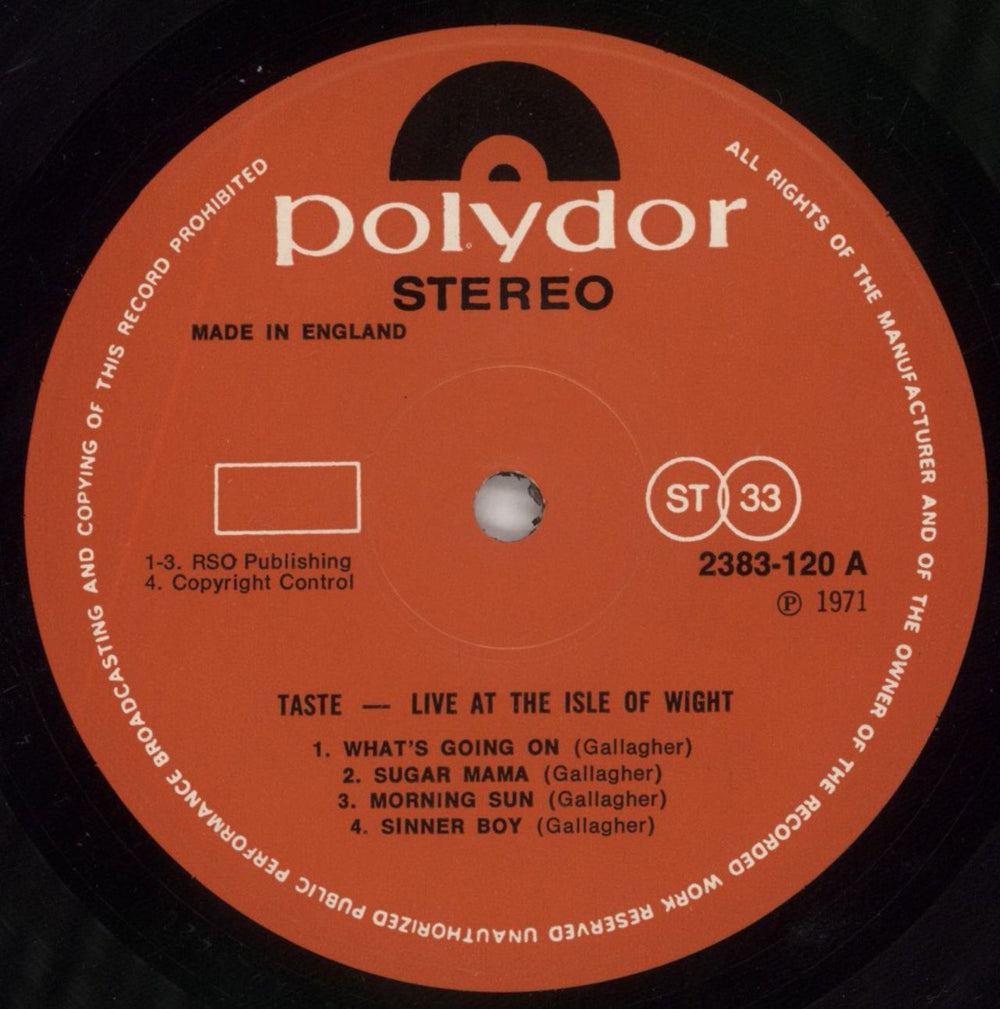 polydor
STEREO
MADE IN ENGLAND
ST 33
1-3. RSO Publishing
4. Copyright Control
2383-120 A
Ⓟ 1971
TASTE — LIVE AT THE ISLE OF WIGHT
1. WHAT'S GOING ON (Gallagher)
2. SUGAR MAMA (Gallagher)
3. MORNING SUN (Gallagher)
4. SINNER BOY (Gallagher)
ALL RIGHTS OF THE MANUFACTURER AND OF THE OWNER OF THE RECORDED WORK RESERVED UNAUTHORIZED PUBLIC PERFORMANCE BROADCASTING AND COPYING OF THIS RECORD PROHIBITED